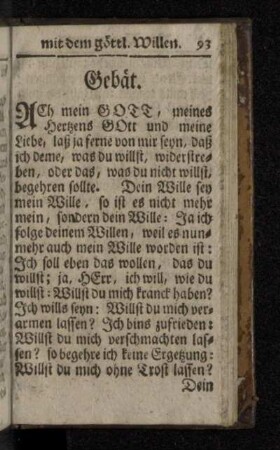 mit dem göttl. Willen. 93
Gebät.
ACh mein GOTT, meines
Hertzens GOtt und meine
Liebe, laß ja ferne von mir seyn, daß
ich deme, was du willst, widerstre-
ben, oder das, was du nicht willst,
begehren sollte. Dein Wille sey
mein Wille, so ist es nicht mehr
mein, sondern dein Wille: Ja ich
folge deinem Willen, weil es nun-
mehr auch mein Wille worden ist:
Ich soll eben das wollen, das du
willst; ja, HErr, ich will, wie du
willst: Willst du mich kranck haben?
Ich wills seyn: Willst du mich ver-
armen lassen? Ich bins zufrieden:
Willst du mich verschmachten las-
sen? so begehre ich keine Ergetzung:
Willst du mich ohne Trost lassen?
Dein